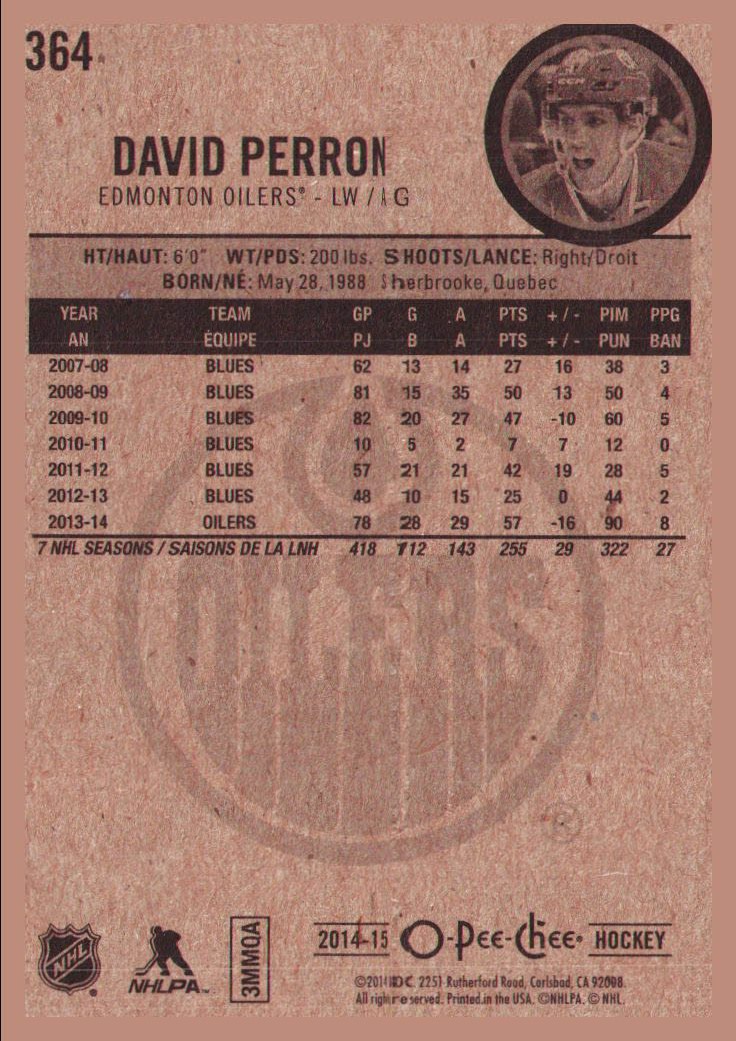 364
DAVID PERRON
EDMONTON OILERS® - LW / AG
HT/HAUT: 6'0" WT/PDS: 200 lbs. SHOOTS/LANCE: Right/Droit
BORN/NÉ: May 28, 1988 Sherbrooke, Quebec
YEAR TEAM GP G A PTS +/- PIM PPG
AN ÉQUIPE PJ B A PTS +/- PUN BAN
2007-08 BLUES 62 13 14 27 16 38 3
2008-09 BLUES 81 15 35 50 13 50 4
2009-10 BLUES 82 20 27 47 -10 60 5
2010-11 BLUES 10 5 2 7 7 12 0
2011-12 BLUES 57 21 21 42 19 28 5
2012-13 BLUES 48 10 15 25 0 44 2
2013-14 OILERS 78 28 29 57 -16 90 8
7 NHL SEASONS / SAISONS DE LA LNH 418 112 143 255 29 322 27
OILERS
NHL
NHLPA
3MMQA
2014-15 O-Pee-Chee® HOCKEY
©2014 2251 Rutherford Road, Carlsbad, CA 92008.
All rights reserved. Printed in the USA. ©NHLPA. © NHL.